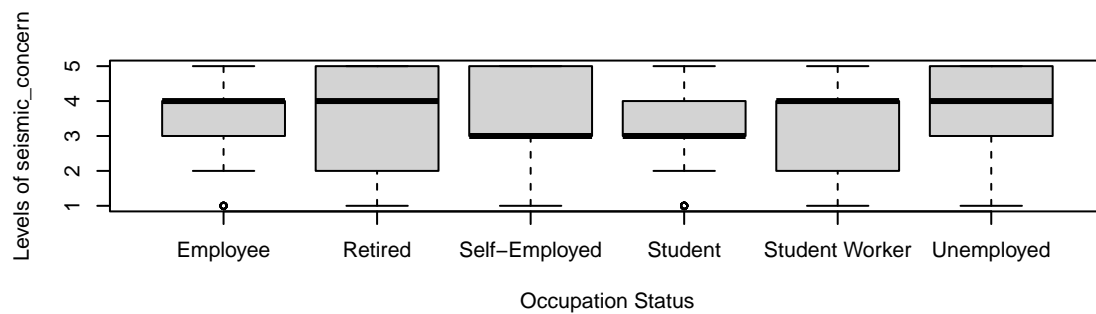 Levels of seismic_concern
5
4
3
2
1
Employee Retired Self−Employed Student Student Worker Unemployed
Occupation Status